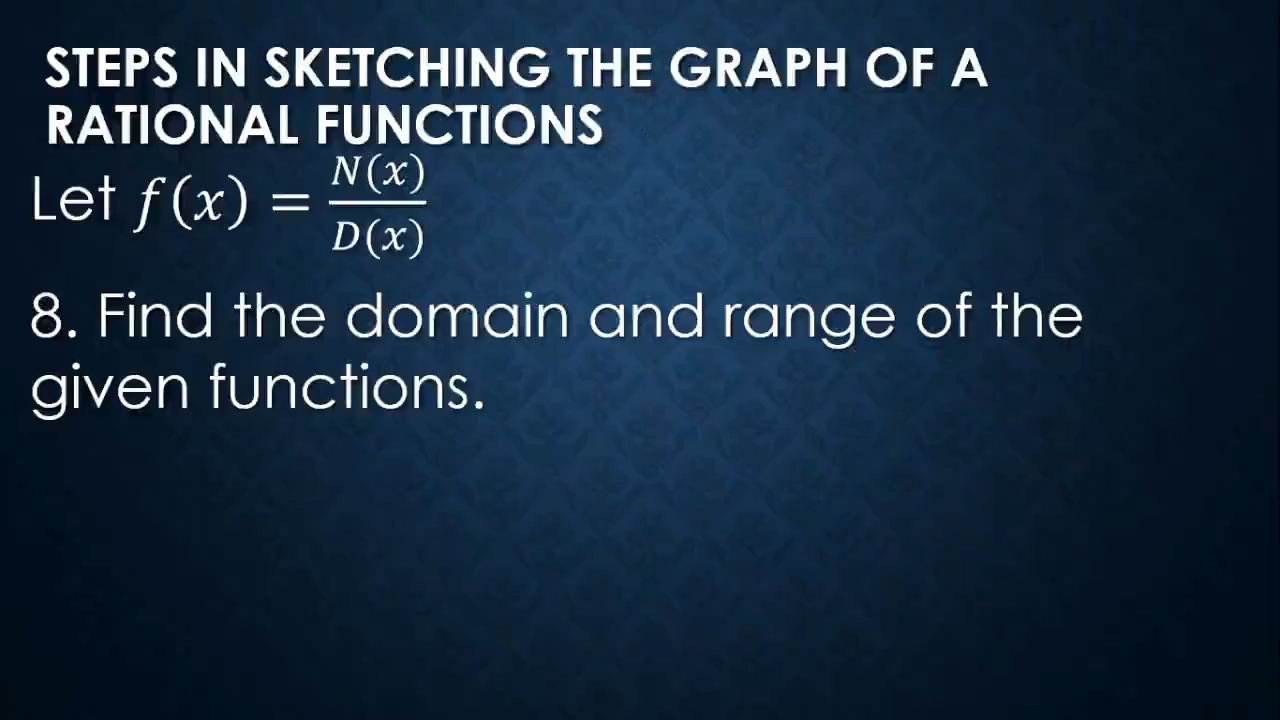 STEPS IN SKETCHING THE GRAPH OF A
RATIONAL FUNCTIONS
Let f(x) = N(x)/D(x)
8. Find the domain and range of the
given functions.